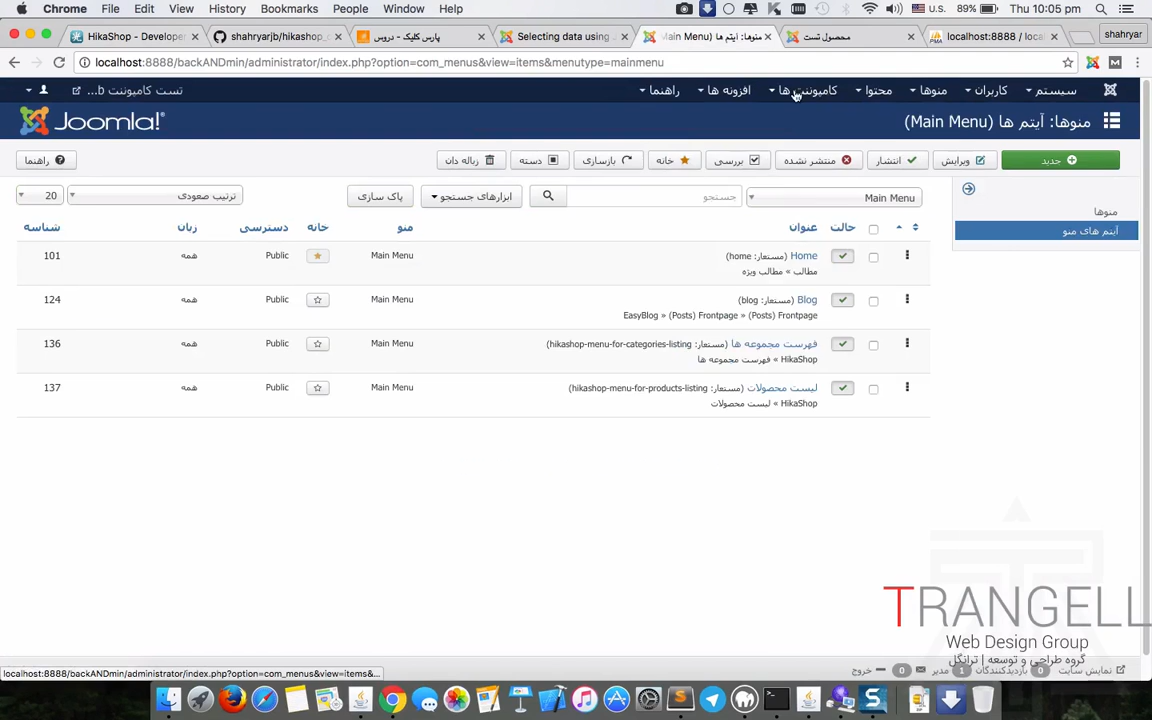 Chrome File Edit View History Bookmarks People Window Help
U.S. 89% Thu 10:05 PM
HikaShop - Developer
shahryarjb/hikashop_c
پارس کلیک - دروس
Selecting data using
منوها: آیتم ها (Main Menu)
محصول تست
localhost:8888 / local
shahryar
localhost:8888/backANDmin/administrator/index.php?option=com_menus&view=items&menutype=mainmenu
سیستم کاربران منوها محتوا کامپوننت ها افزونه ها راهنما
تست کامپوننت b...
منوها: آیتم ها (Main Menu)
Joomla!
جدید ویرایش انتشار منتشر نشده بررسی خانه بازسازی دسته زباله دان راهنما
Main Menu جستجو ابزارهای جستجو پاک سازی ترتیب صعودی 20
منوها
آیتم های منو
حالت عنوان منو خانه دسترسی زبان شناسه
Home (مستعار: home) Main Menu Public همه 101
مطالب » مطالب ویژه
Blog (مستعار: blog) Main Menu Public همه 124
EasyBlog » (Posts) Frontpage » (Posts) Frontpage
فهرست مجموعه ها (مستعار: hikashop-menu-for-categories-listing) Main Menu Public همه 136
HikaShop » فهرست مجموعه ها
لیست محصولات (مستعار: hikashop-menu-for-products-listing) Main Menu Public همه 137
HikaShop » لیست محصولات
TRANGELL
Web Design Group
گروه طراحی و توسعه | ترانگل
نمایش سایت 0 بازدیدکنندگان 1 مدیر 0 خروج
localhost:8888/backANDmin/administrator/index.php?option=com_menus&view=items&...